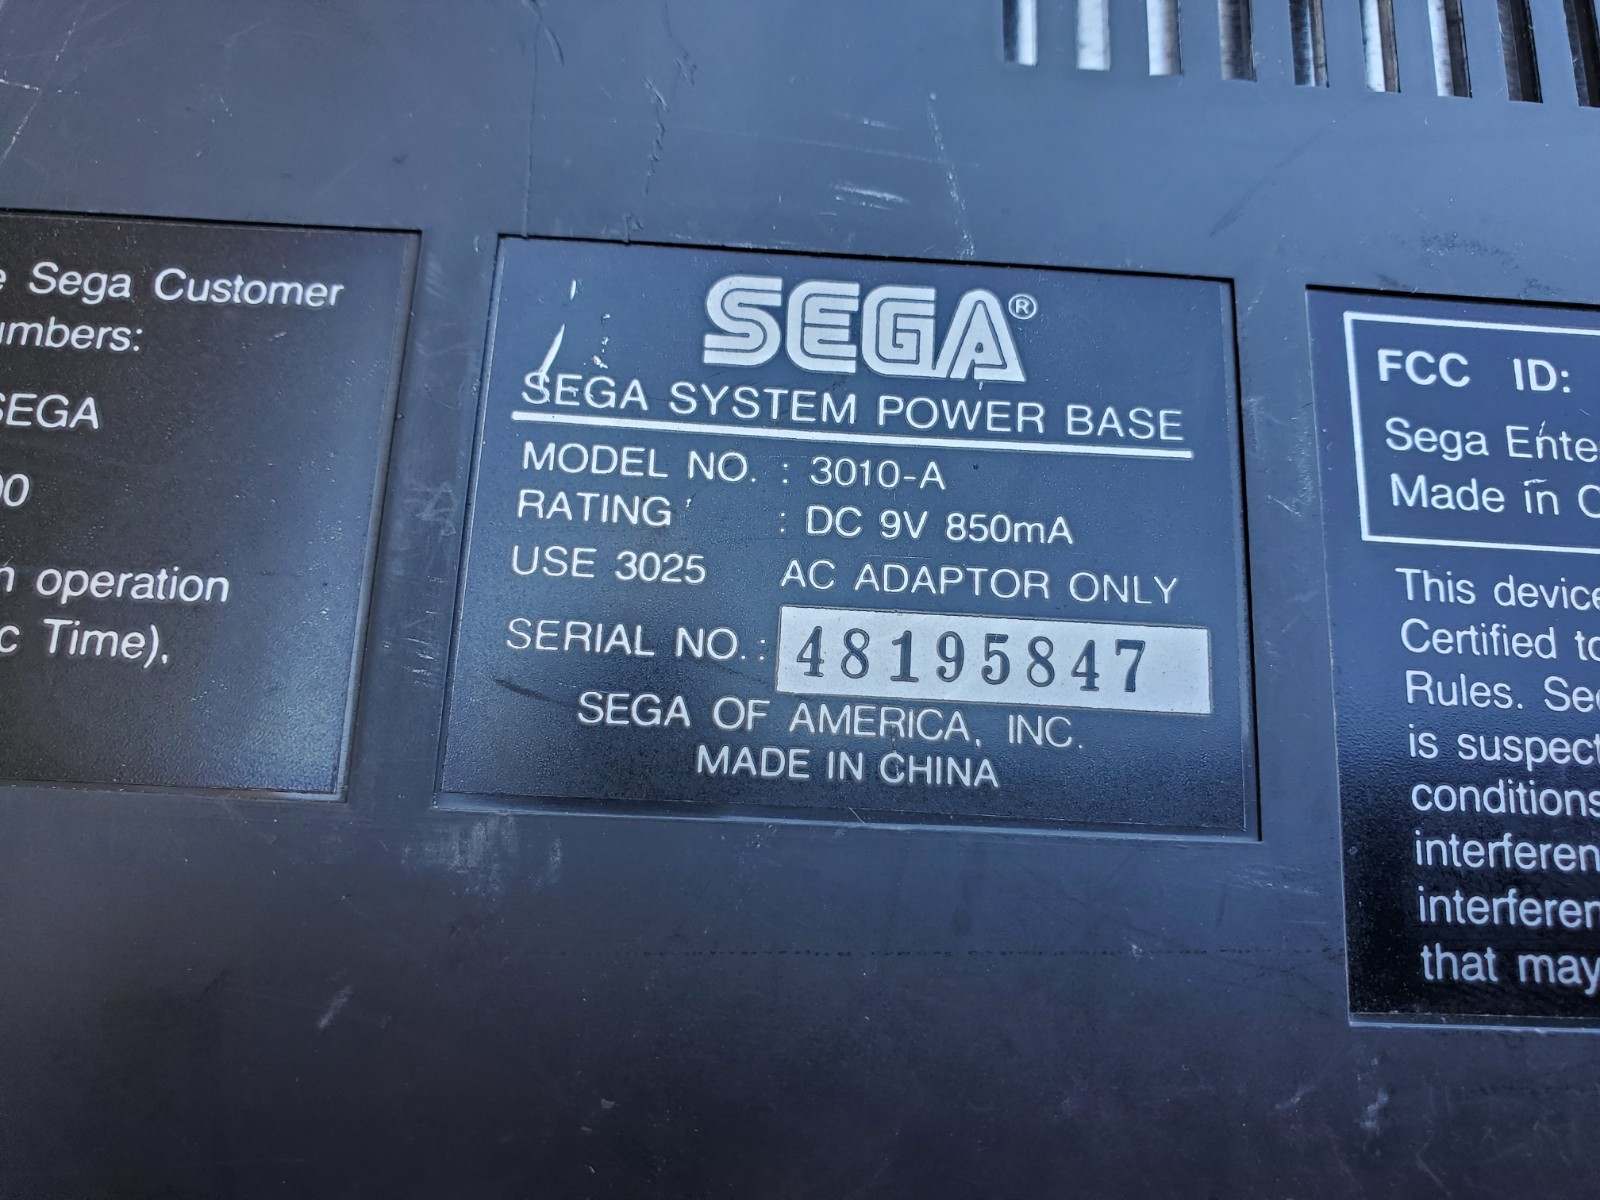 Sega Customer
umbers:
SEGA
00
n operation
c Time),
SEGA®
SEGA SYSTEM POWER BASE
MODEL NO. : 3010-A
RATING : DC 9V 850mA
USE 3025 AC ADAPTOR ONLY
SERIAL NO. : 48195847
SEGA OF AMERICA, INC.
MADE IN CHINA
FCC ID:
Sega Ente
Made in C
This device
Certified to
Rules. See
is suspect
conditions
interferen
interferen
that may